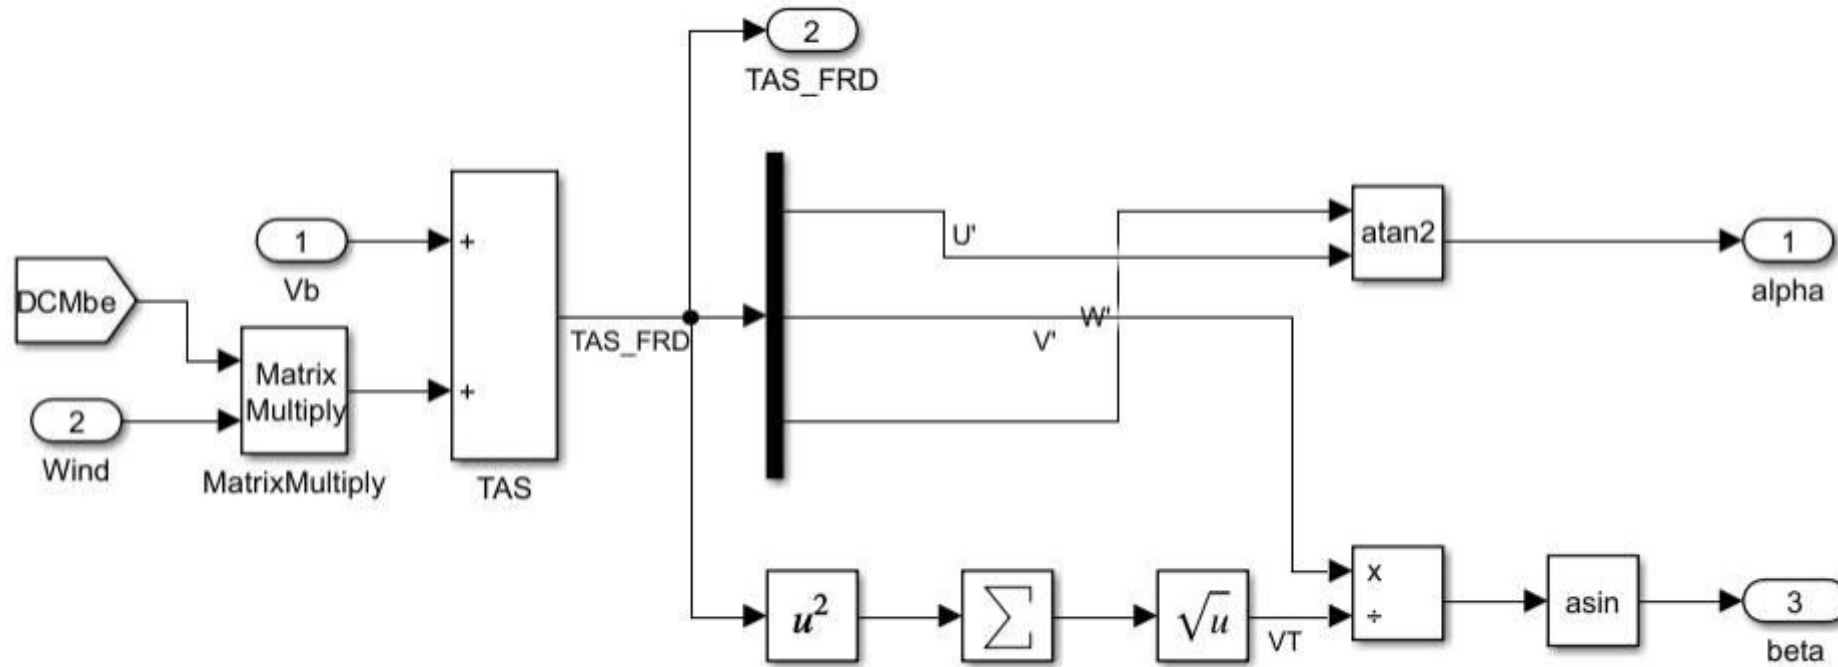 2
TAS_FRD
1
Vb
DCMbe
2
Wind
Matrix
Multiply
MatrixMultiply
+
+
TAS
TAS_FRD
U'
V'
W'
atan2
1
alpha
u²
∑
√u
VT
x
÷
asin
3
beta